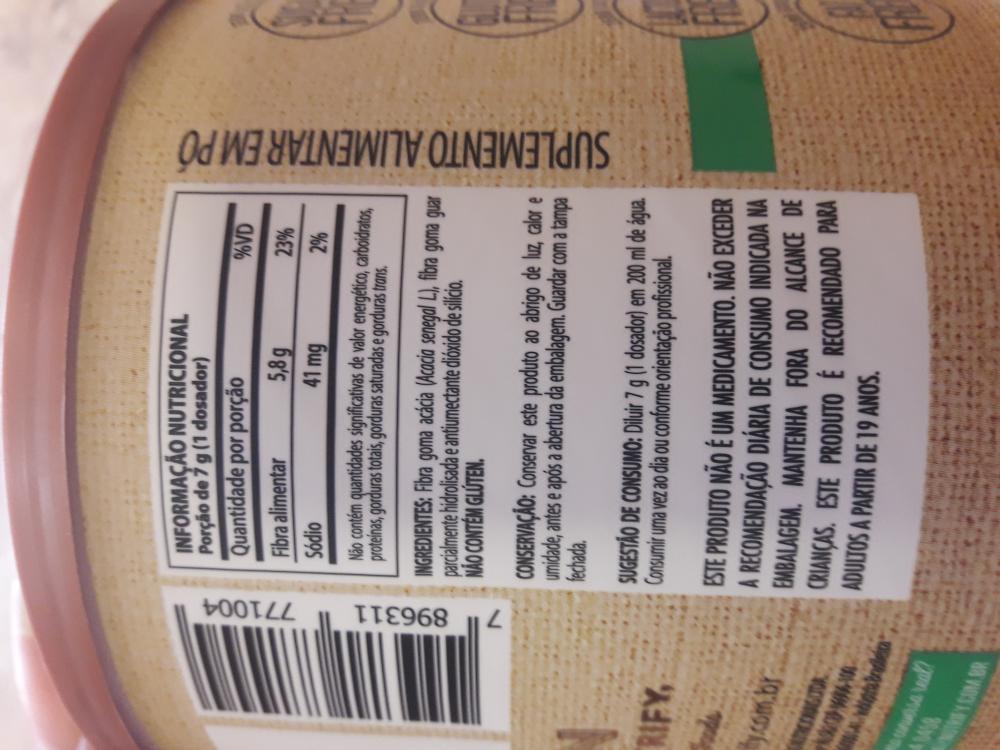 SUPLEMENTO ALIMENTAR EM PÓ
INFORMAÇÃO NUTRICIONAL
Porção de 7 g (1 dosador)
Quantidade por porção %VD
Fibra alimentar 5,8 g 23%
Sódio 41 mg 2%
Não contém quantidades significativas de valor energético, carboidratos,
proteínas, gorduras totais, gorduras saturadas e gorduras trans.
INGREDIENTES: Fibra goma acácia (Acacia senegal L.), fibra goma guar
parcialmente hidrolisada e antiumectante dióxido de silício.
NÃO CONTÉM GLÚTEN.
CONSERVAÇÃO: Conservar este produto ao abrigo de luz, calor e
umidade, antes e após a abertura da embalagem. Guardar com a tampa
fechada.
SUGESTÃO DE CONSUMO: Diluir 7 g (1 dosador) em 200 ml de água.
Consumir uma vez ao dia ou conforme orientação profissional.
ESTE PRODUTO NÃO É UM MEDICAMENTO. NÃO EXCEDER
A RECOMENDAÇÃO DIÁRIA DE CONSUMO INDICADA NA
EMBALAGEM. MANTENHA FORA DO ALCANCE DE
CRIANÇAS. ESTE PRODUTO É RECOMENDADO PARA
ADULTOS A PARTIR DE 19 ANOS.
7 896311 771004
RIFY.
.com.br